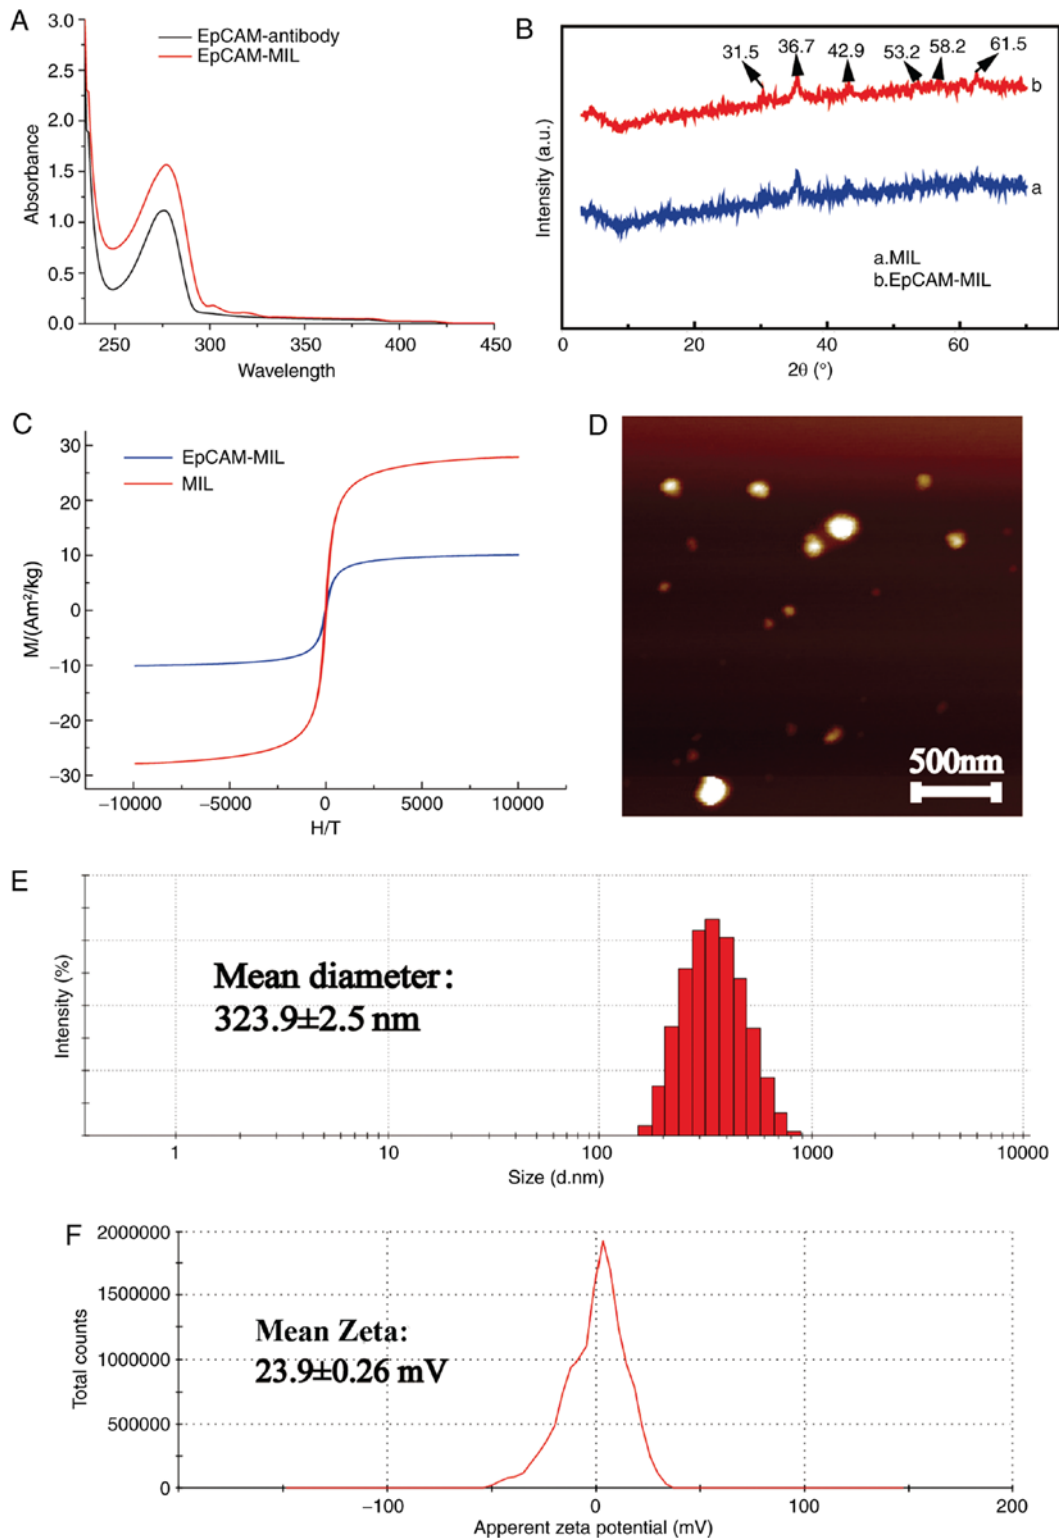 A
3.0
2.5
2.0
1.5
1.0
0.5
0.0
Absorbance
EpCAM-antibody
EpCAM-MIL
250
300
350
400
450
Wavelength
B
31.5
36.7
42.9
53.2
58.2
61.5
b
a
Intensity (a.u.)
a.MIL
b.EpCAM-MIL
0
20
40
60
2θ (°)
C
30
20
10
0
−10
−20
−30
M/(Am²/kg)
EpCAM-MIL
MIL
−10000
−5000
0
5000
10000
H/T
D
500nm
E
Intensity (%)
Mean diameter:
323.9±2.5 nm
1
10
100
1000
10000
Size (d.nm)
F
2000000
1500000
1000000
500000
0
Total counts
Mean Zeta:
23.9±0.26 mV
−100
0
100
200
Apparent zeta potential (mV)